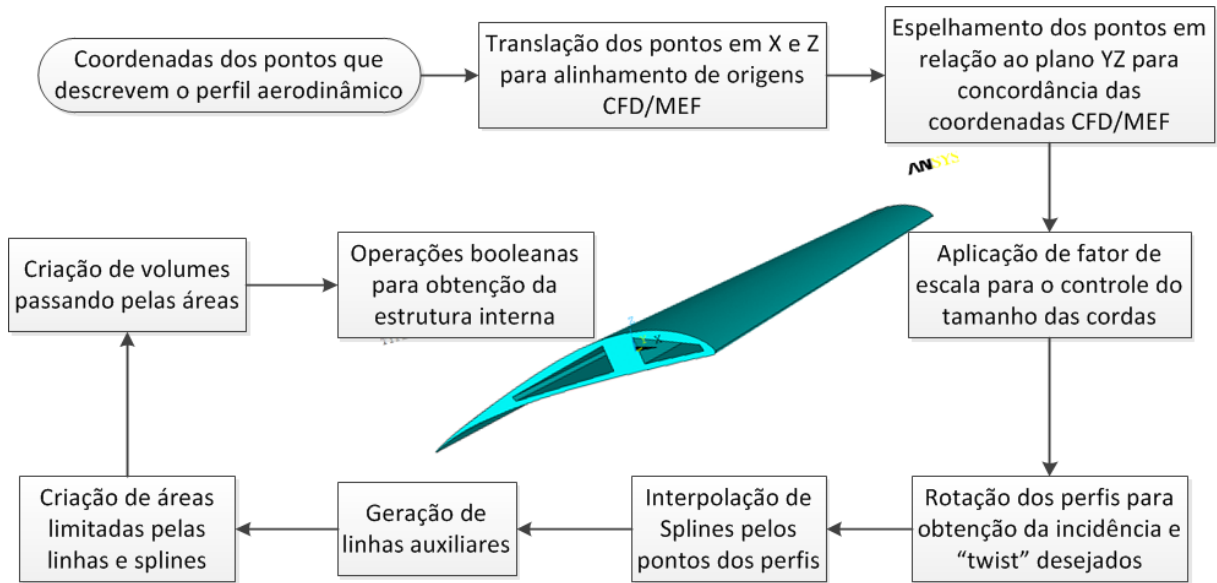 Coordenadas dos pontos que
descrevem o perfil aerodinâmico
Translação dos pontos em X e Z
para alinhamento de origens
CFD/MEF
Espelhamento dos pontos em
relação ao plano YZ para
concordância das
coordenadas CFD/MEF
ANSYS
Aplicação de fator de
escala para o controle do
tamanho das cordas
Rotação dos perfis para
obtenção da incidência e
“twist” desejados
Interpolação de
Splines pelos
pontos dos perfis
Geração de
linhas auxiliares
Criação de áreas
limitadas pelas
linhas e splines
Criação de volumes
passando pelas áreas
Operações booleanas
para obtenção da
estrutura interna
Z
X